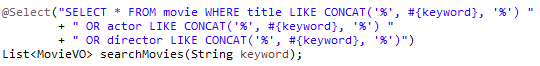 @Select("SELECT * FROM movie WHERE title LIKE CONCAT('%', #{keyword}, '%') "
+ " OR actor LIKE CONCAT('%', #{keyword}, '%') "
+ " OR director LIKE CONCAT('%', #{keyword}, '%')")
List<MovieVO> searchMovies(String keyword);